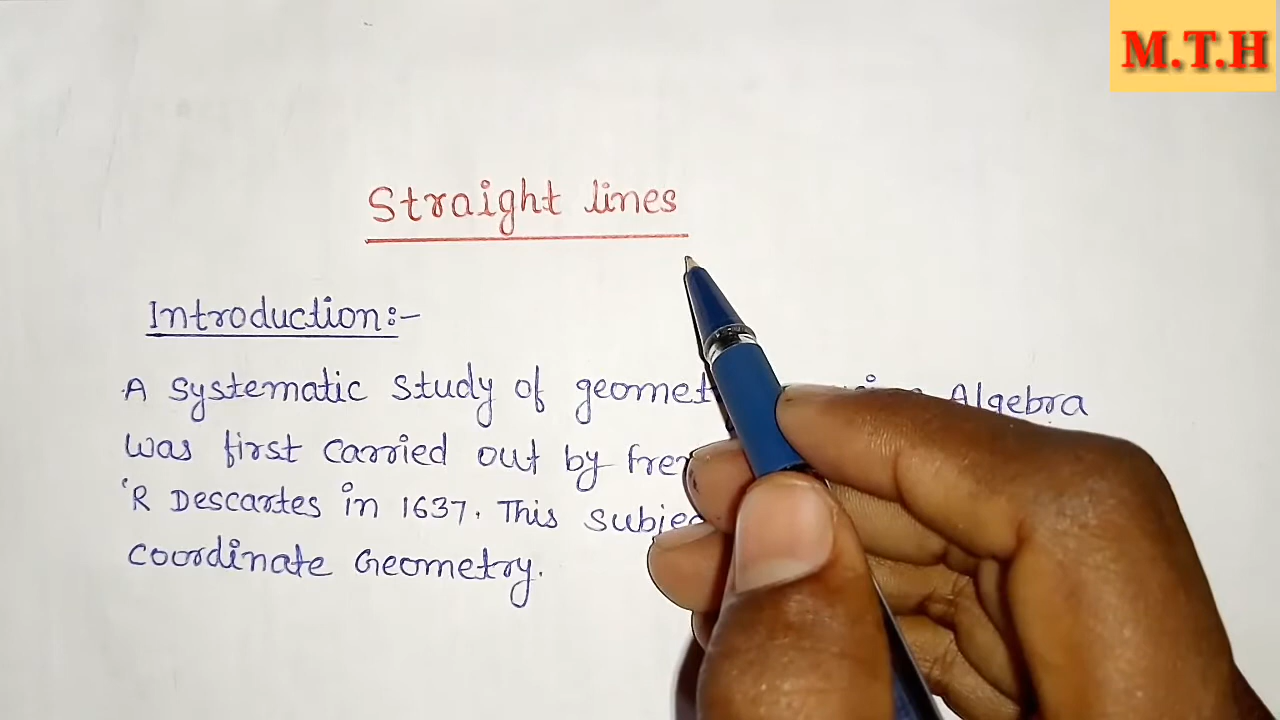 M.T.H
Straight lines
Introduction:-
A systematic study of geomet Algebra
was first carried out by fre
'R Descartes in 1637. This subje
coordinate Geometry.